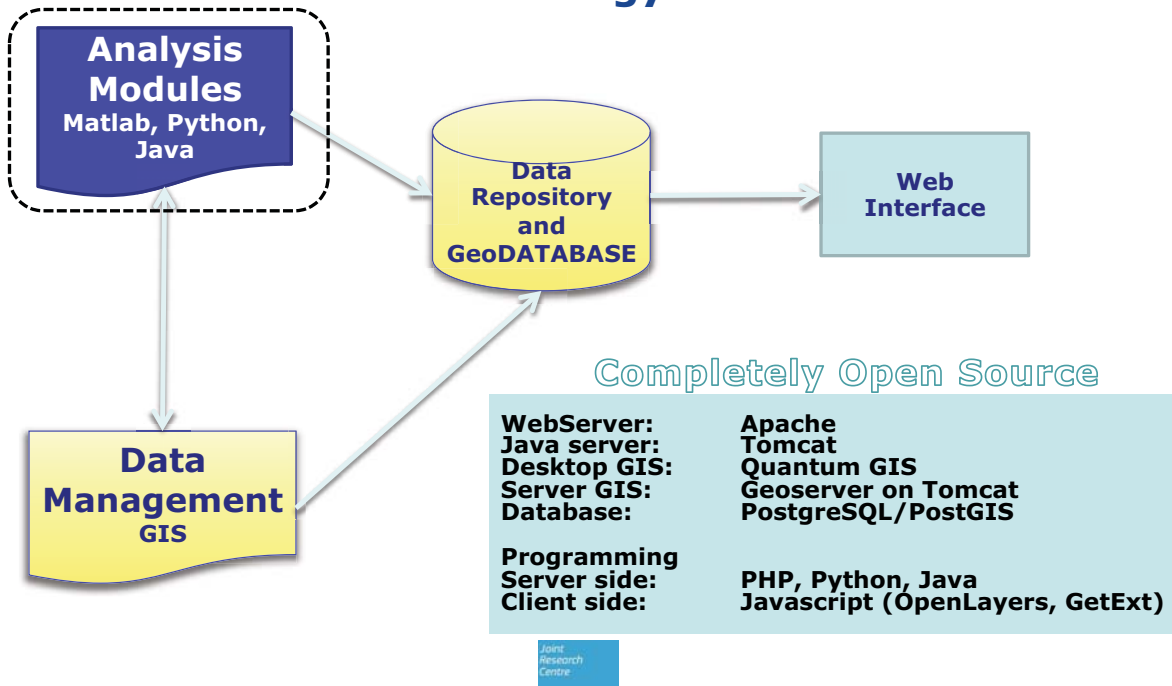 Analysis
Modules
Matlab, Python,
Java
Data
Repository
and
GeoDATABASE
Web
Interface
Data
Management
GIS
Completely Open Source
WebServer: Apache
Java server: Tomcat
Desktop GIS: Quantum GIS
Server GIS: Geoserver on Tomcat
Database: PostgreSQL/PostGIS
Programming
Server side: PHP, Python, Java
Client side: Javascript (OpenLayers, GetExt)
Joint
Research
Centre